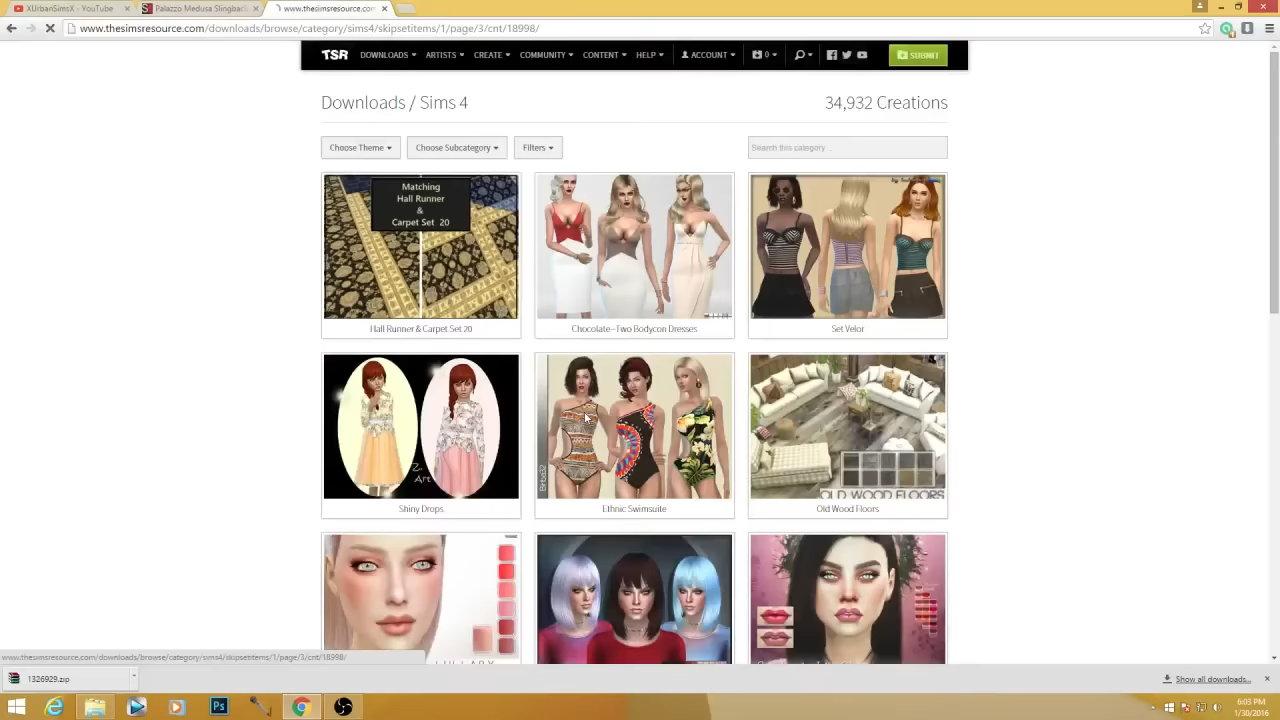 XUrbanSimsX - YouTube
Palazzo Medusa Slingback
www.thesimsresource.com/
www.thesimsresource.com/downloads/browse/category/sims4/skipsetitems/1/page/3/cnt/18998/
TSR DOWNLOADS ARTISTS CREATE COMMUNITY CONTENT HELP ACCOUNT 0 SUBMIT
Downloads / Sims 4
34,932 Creations
Choose Theme Choose Subcategory Filters
Search this category ...
Matching
Hall Runner
&
Carpet Set 20
Hall Runner & Carpet Set 20
Chocolate--Two Bodycon Dresses
Set Velor
Z.
Art
Birba32
OLD WOOD FLOORS
Shiny Drops
Ethnic Swimsuite
Old Wood Floors
LULLABY
www.thesimsresource.com/downloads/browse/category/sims4/skipsetitems/1/page/3/cnt/18998/
1326929.zip
Show all downloads...
Ps
6:03 PM
1/30/2016